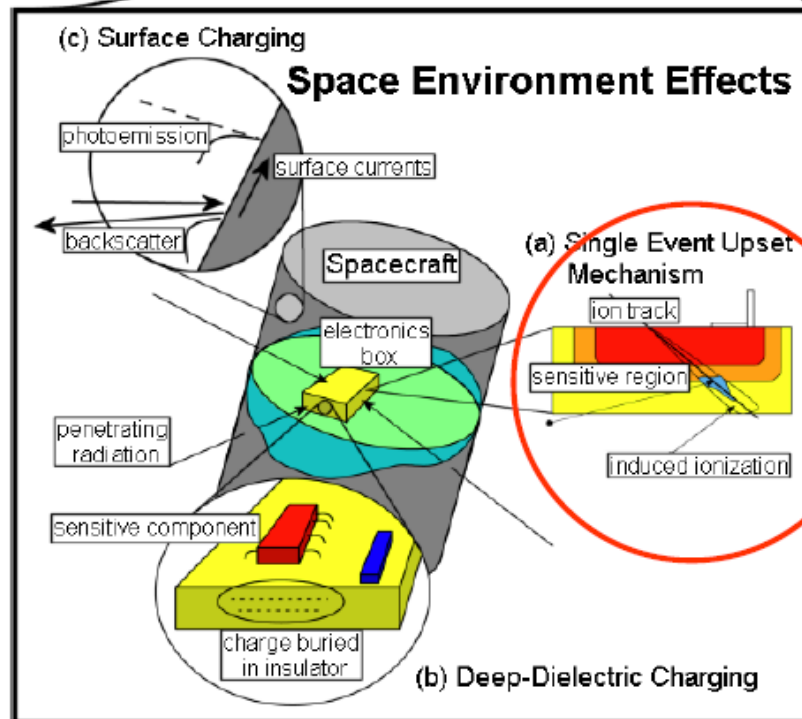 (c) Surface Charging
Space Environment Effects
photoemission
surface currents
backscatter
(a) Single Event Upset
Mechanism
Spacecraft
ion track
electronics
box
sensitive region
penetrating
radiation
induced ionization
sensitive component
charge buried
in insulator
(b) Deep-Dielectric Charging